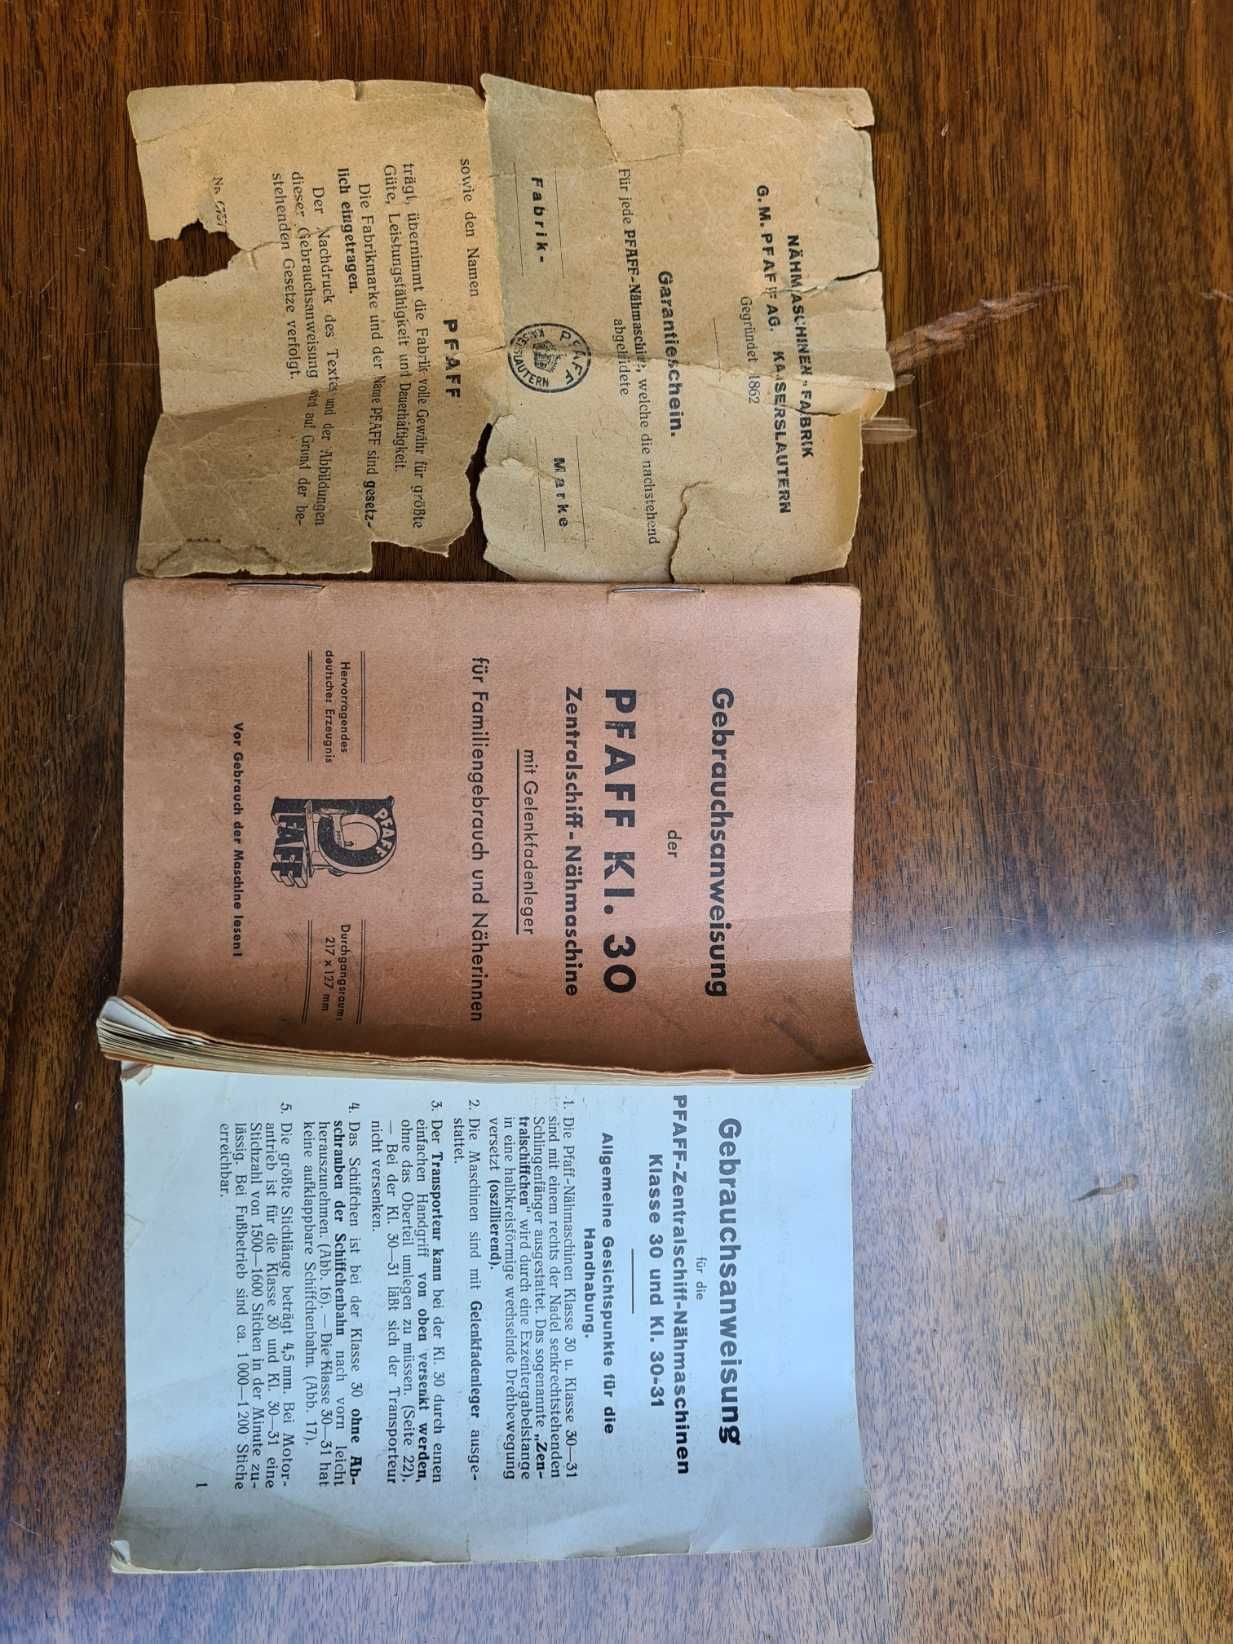 NÄHMASCHINEN-FABRIK
G. M. PFAFF AG. KAISERSLAUTERN
Gegründet 1862
Garantieschein.
Für jede PFAFF-Nähmaschine, welche die nachstehend
abgebildete
Fabrik- Marke
PFAFF
KAISERSLAUTERN
sowie den Namen
PFAFF
trägt, übernimmt die Fabrik volle Gewähr für größte
Güte, Leistungsfähigkeit und Dauerhaftigkeit.
Die Fabrikmarke und der Name PFAFF sind gesetz-
lich eingetragen.
Der Nachdruck des Textes und der Abbildungen
dieser Gebrauchsanweisung wird auf Grund der be-
stehenden Gesetze verfolgt.
Nr.
Gebrauchsanweisung
der
PFAFF Kl. 30
Zentralschiff-Nähmaschine
mit Gelenkfadenleger
für Familiengebrauch und Näherinnen
Hervorragendes
deutsches Erzeugnis
PFAFF
PFAFF
Durchgangsraum:
217 x 127 mm
Vor Gebrauch der Maschine lesen!
Gebrauchsanweisung
für die
PFAFF-Zentralschiff-Nähmaschinen
Klasse 30 und Kl. 30-31
Allgemeine Gesichtspunkte für die
Handhabung.
1. Die Pfaff-Nähmaschinen Klasse 30 u. Klasse 30—31
sind mit einem rechts der Nadel senkrechtstehenden
Schlingenfänger ausgestattet. Das sogenannte „Zen-
tralschiffchen" wird durch eine Exzentergabelstange
in eine halbkreisförmige wechselnde Drehbewegung
versetzt (oszillierend).
2. Die Maschinen sind mit Gelenkfadenleger ausge-
stattet.
3. Der Transporteur kann bei der Kl. 30 durch einen
einfachen Handgriff von oben versenkt werden,
ohne das Oberteil umlegen zu müssen. (Seite 22).
— Bei der Kl. 30—31 läßt sich der Transporteur
nicht versenken.
4. Das Schiffchen ist bei der Klasse 30 ohne Ab-
schrauben der Schiffchenbahn nach vorn leicht
herauszunehmen. (Abb. 16). — Die Klasse 30—31 hat
keine aufklappbare Schiffchenbahn. (Abb. 17).
5. Die größte Stichlänge beträgt 4,5 mm. Bei Motor-
antrieb ist für die Klasse 30 und Kl. 30—31 eine
Stichzahl von 1500—1600 Stichen in der Minute zu-
lässig. Bei Fußbetrieb sind ca. 1 000—1 200 Stiche
erreichbar.
1